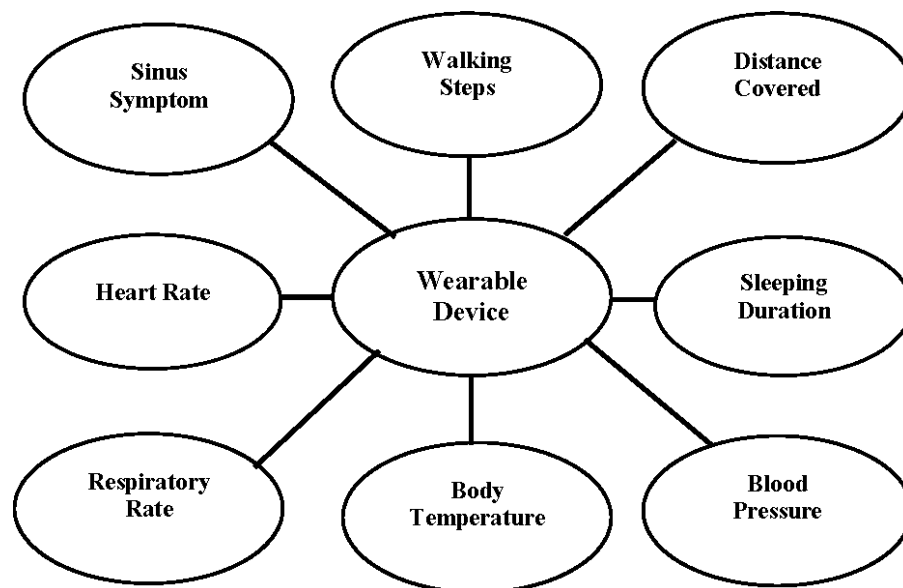 Sinus
Symptom
Walking
Steps
Distance
Covered
Heart Rate
Wearable
Device
Sleeping
Duration
Respiratory
Rate
Body
Temperature
Blood
Pressure